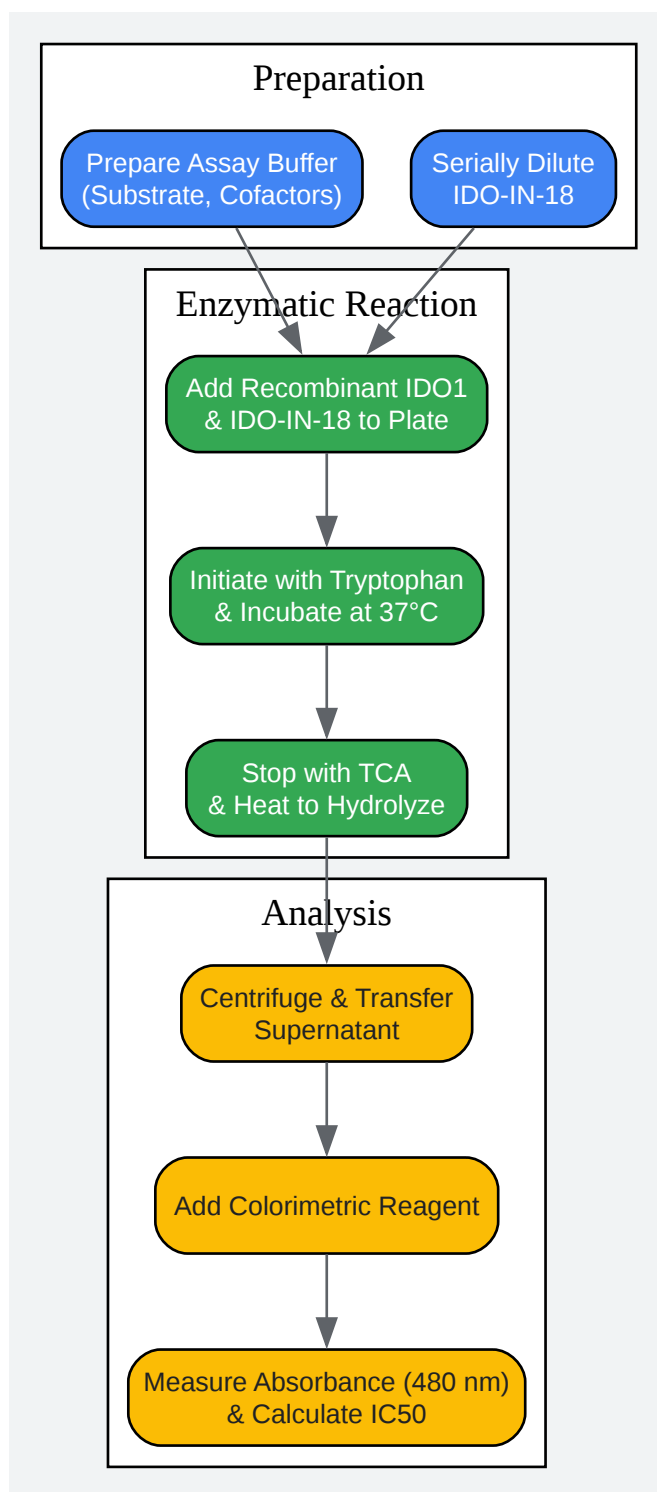 Preparation
Prepare Assay Buffer
(Substrate, Cofactors)
Serially Dilute
IDO-IN-18
Enzymatic Reaction
Add Recombinant IDO1
& IDO-IN-18 to Plate
Initiate with Tryptophan
& Incubate at 37°C
Stop with TCA
& Heat to Hydrolyze
Analysis
Centrifuge & Transfer
Supernatant
Add Colorimetric Reagent
Measure Absorbance (480 nm)
& Calculate IC50